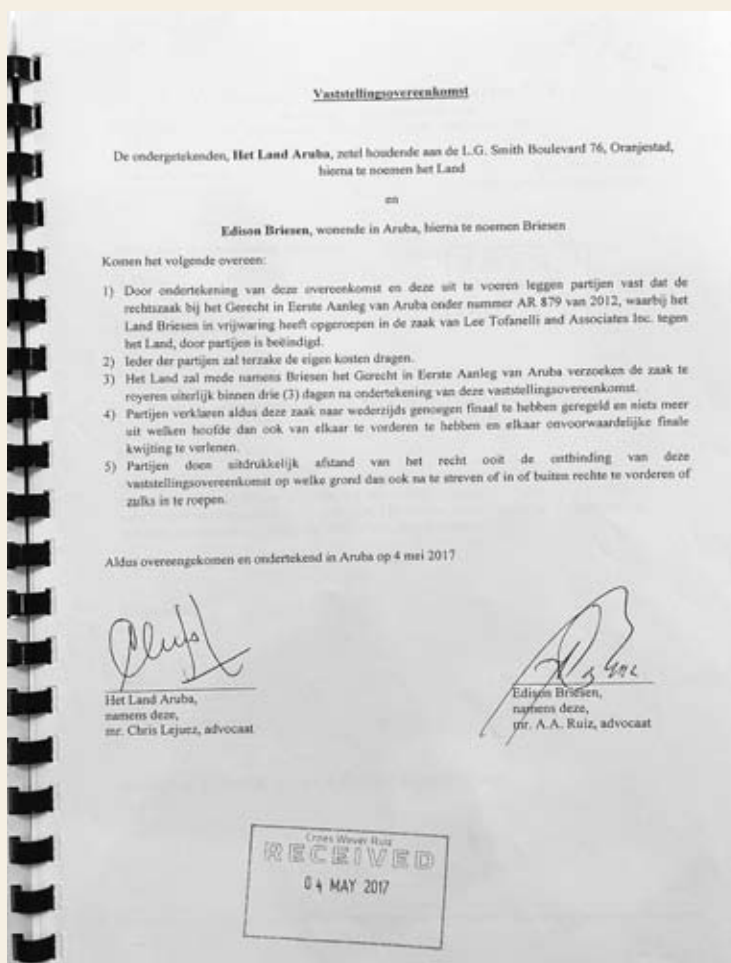 Vaststellingsovereenkomst
De ondergetekenden, Het Land Aruba, zetel houdende aan de L.G. Smith Boulevard 76, Oranjestad,
hierna te noemen het Land
en
Edison Briesen, wonende in Aruba, hierna te noemen Briesen
Komen het volgende overeen:
1) Door ondertekening van deze overeenkomst en deze uit te voeren leggen partijen vast dat de
rechtszaak bij het Gerecht in Eerste Aanleg van Aruba onder nummer AR 879 van 2012, waarbij het
Land Briesen in vrijwaring heeft opgeroepen in de zaak van Lee Tofanelli and Associates Inc. tegen
het Land, door partijen is beëindigd.
2) Ieder der partijen zal terzake de eigen kosten dragen.
3) Het Land zal mede namens Briesen het Gerecht in Eerste Aanleg van Aruba verzoeken de zaak te
royeren uiterlijk binnen drie (3) dagen na ondertekening van deze vaststellingsovereenkomst.
4) Partijen verklaren aldus deze zaak naar wederzijds genoegen finaal te hebben geregeld en niets meer
uit welken hoofde dan ook van elkaar te vorderen te hebben en elkaar onvoorwaardelijke finale
kwijting te verlenen.
5) Partijen doen uitdrukkelijk afstand van het recht ooit de ontbinding van deze
vaststellingsovereenkomst op welke grond dan ook na te streven of in of buiten rechte te vorderen of
zulks in te roepen.
Aldus overeengekomen en ondertekend in Aruba op 4 mei 2017
Het Land Aruba,
namens deze,
mr. Chris Lejuez, advocaat
Edison Briesen,
namens deze,
mr. A.A. Ruiz, advocaat
Croes Wever Ruiz
RECEIVED
04 MAY 2017